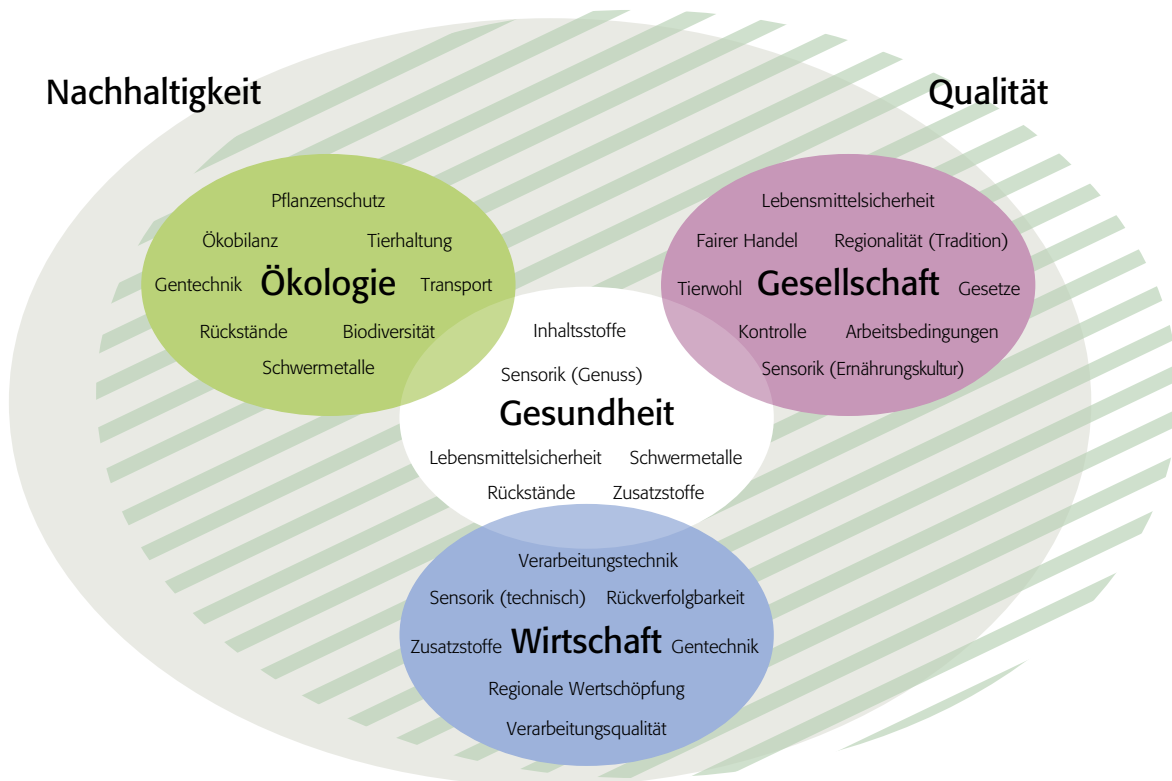 Nachhaltigkeit
Qualität
Pflanzenschutz
Ökobilanz Tierhaltung
Gentechnik Ökologie Transport
Rückstände Biodiversität
Schwermetalle
Lebensmittelsicherheit
Fairer Handel Regionalität (Tradition)
Tierwohl Gesellschaft Gesetze
Kontrolle Arbeitsbedingungen
Sensorik (Ernährungskultur)
Inhaltsstoffe
Sensorik (Genuss)
Gesundheit
Lebensmittelsicherheit Schwermetalle
Rückstände Zusatzstoffe
Verarbeitungstechnik
Sensorik (technisch) Rückverfolgbarkeit
Zusatzstoffe Wirtschaft Gentechnik
Regionale Wertschöpfung
Verarbeitungsqualität